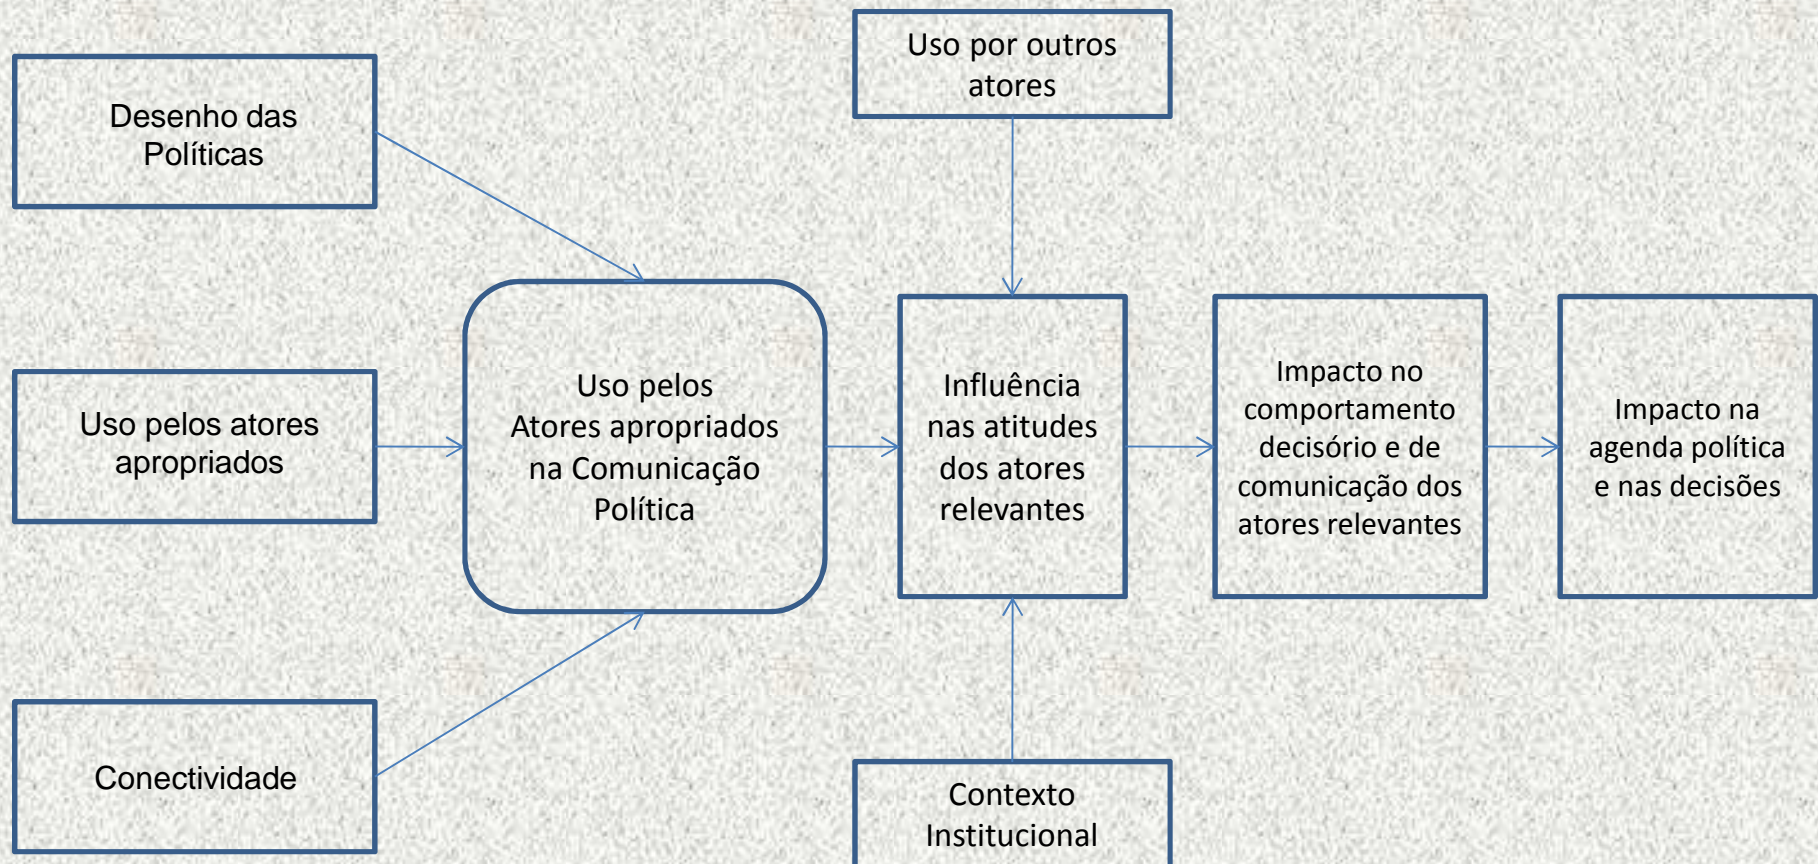 Uso por outros
atores
Desenho das
Políticas
Uso pelos atores
apropriados
Uso pelos
Atores apropriados
na Comunicação
Política
Influência
nas atitudes
dos atores
relevantes
Impacto no
comportamento
decisório e de
comunicação dos
atores relevantes
Impacto na
agenda política
e nas decisões
Conectividade
Contexto
Institucional